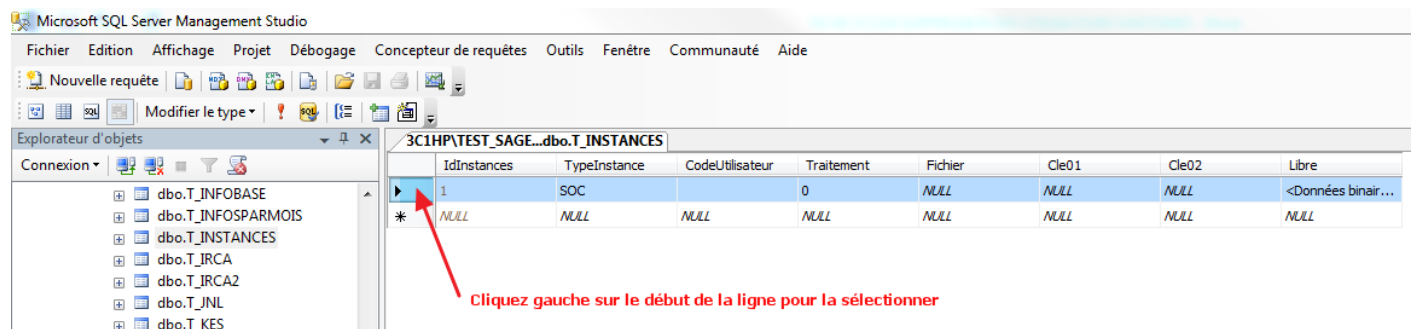 Microsoft SQL Server Management Studio
Fichier Edition Affichage Projet Débogage Concepteur de requêtes Outils Fenêtre Communauté Aide
Nouvelle requête
Modifier le type
Explorateur d'objets
3C1HP\TEST_SAGE...dbo.T_INSTANCES
Connexion
IdInstances TypeInstance CodeUtilisateur Traitement Fichier Cle01 Cle02 Libre
1 SOC 0 NULL NULL NULL <Données binair...
NULL NULL NULL NULL NULL NULL NULL NULL
dbo.T_INFOBASE
dbo.T_INFOSPARMOIS
dbo.T_INSTANCES
dbo.T_IRCA
dbo.T_IRCA2
dbo.T_JNL
dbo.T_KES
Cliquez gauche sur le début de la ligne pour la sélectionner